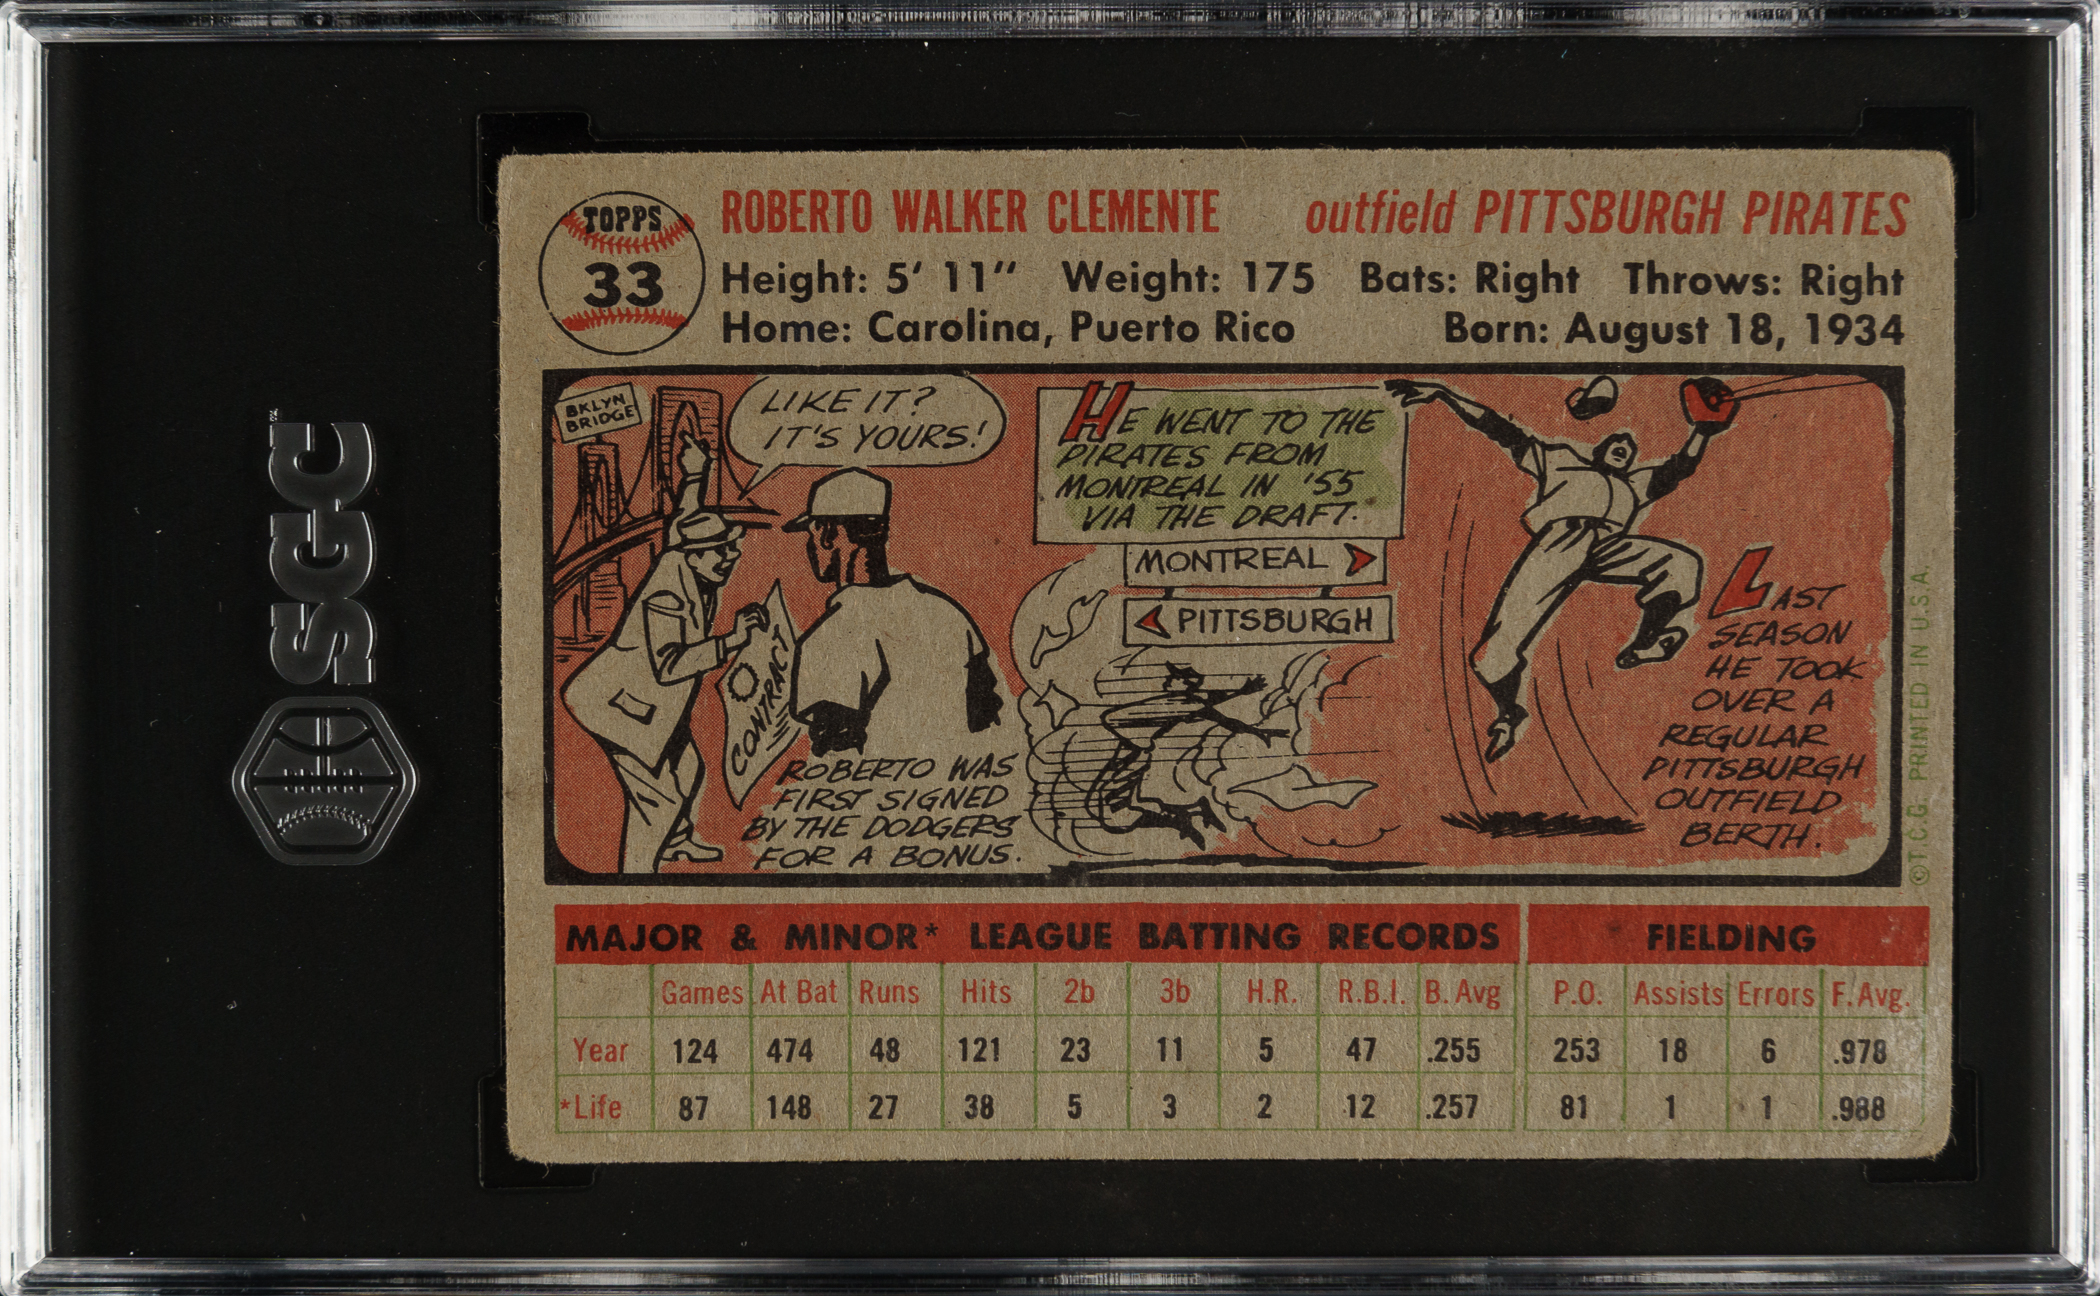 SGC
TOPPS
33
ROBERTO WALKER CLEMENTE outfield PITTSBURGH PIRATES
Height: 5' 11" Weight: 175 Bats: Right Throws: Right
Home: Carolina, Puerto Rico Born: August 18, 1934
BKLYN
BRIDGE
LIKE IT?
IT'S YOURS!
CONTRACT
ROBERTO WAS
FIRST SIGNED
BY THE DODGERS
FOR A BONUS.
HE WENT TO THE
PIRATES FROM
MONTREAL IN '55
VIA THE DRAFT.
MONTREAL
PITTSBURGH
LAST
SEASON
HE TOOK
OVER A
REGULAR
PITTSBURGH
OUTFIELD
BERTH.
© T.C.G. PRINTED IN U.S.A.
MAJOR & MINOR* LEAGUE BATTING RECORDS FIELDING
Games At Bat Runs Hits 2b 3b H.R. R.B.I. B. Avg P.O. Assists Errors F. Avg.
Year 124 474 48 121 23 11 5 47 .255 253 18 6 .978
*Life 87 148 27 38 5 3 2 12 .257 81 1 1 .988